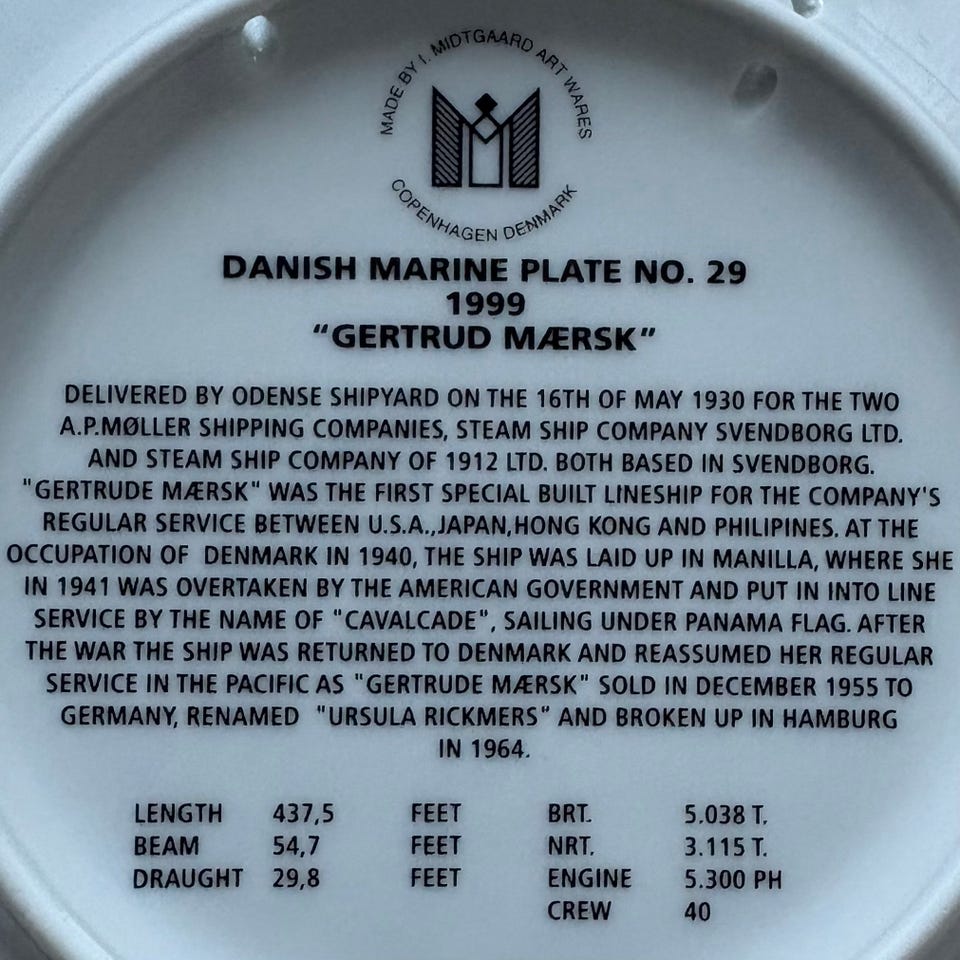 MADE BY I. MIDTGAARD ART WARES
COPENHAGEN DENMARK
DANISH MARINE PLATE NO. 29
1999
“GERTRUD MÆRSK”
DELIVERED BY ODENSE SHIPYARD ON THE 16TH OF MAY 1930 FOR THE TWO
A.P.MØLLER SHIPPING COMPANIES, STEAM SHIP COMPANY SVENDBORG LTD.
AND STEAM SHIP COMPANY OF 1912 LTD. BOTH BASED IN SVENDBORG.
"GERTRUDE MÆRSK" WAS THE FIRST SPECIAL BUILT LINESHIP FOR THE COMPANY'S
REGULAR SERVICE BETWEEN U.S.A.,JAPAN,HONG KONG AND PHILIPINES. AT THE
OCCUPATION OF DENMARK IN 1940, THE SHIP WAS LAID UP IN MANILLA, WHERE SHE
IN 1941 WAS OVERTAKEN BY THE AMERICAN GOVERNMENT AND PUT IN INTO LINE
SERVICE BY THE NAME OF "CAVALCADE", SAILING UNDER PANAMA FLAG. AFTER
THE WAR THE SHIP WAS RETURNED TO DENMARK AND REASSUMED HER REGULAR
SERVICE IN THE PACIFIC AS "GERTRUDE MÆRSK" SOLD IN DECEMBER 1955 TO
GERMANY, RENAMED "URSULA RICKMERS" AND BROKEN UP IN HAMBURG
IN 1964.
LENGTH 437,5 FEET BRT. 5.038 T.
BEAM 54,7 FEET NRT. 3.115 T.
DRAUGHT 29,8 FEET ENGINE 5.300 PH
CREW 40